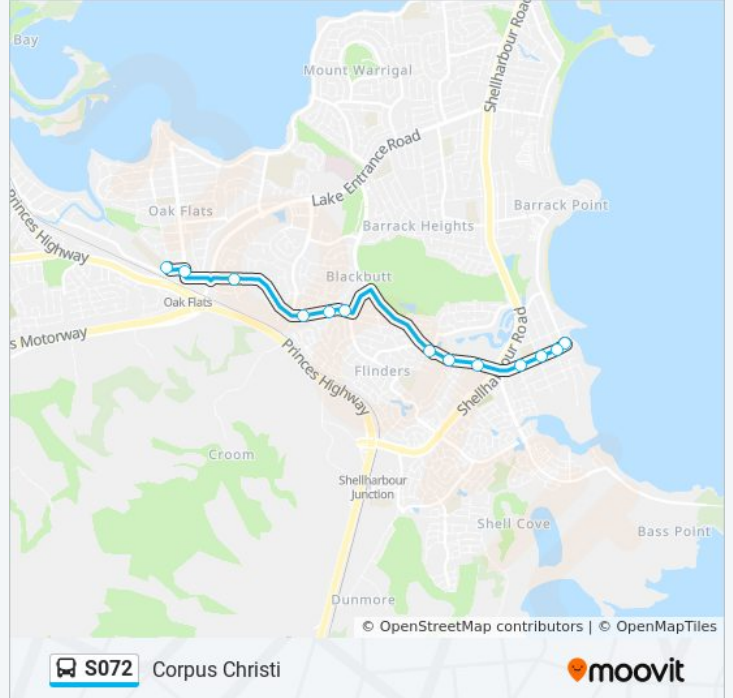 Bay
Mount Warrigal
Shellharbour Road
Lake Entrance Road
Oak Flats
Barrack Point
Princes Highway
Barrack Heights
Blackbutt
Oak Flats
s Motorway
Princes Highway
Shellharbour Road
Flinders
Croom
Shellharbour
Junction
Shell Cove
Bass Point
Dunmore
© OpenStreetMap contributors | © OpenMapTiles
S072 Corpus Christi
moovit